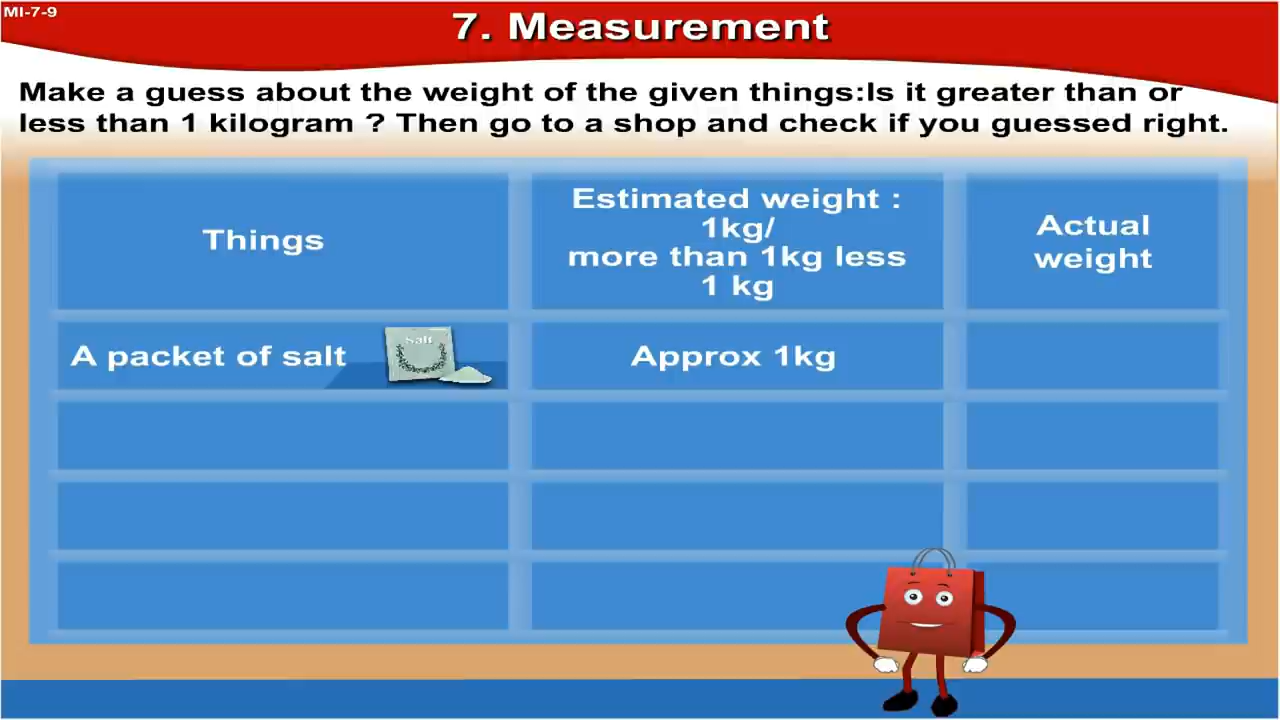 MI-7-9
7. Measurement
Make a guess about the weight of the given things:Is it greater than or
less than 1 kilogram ? Then go to a shop and check if you guessed right.
Things
Estimated weight :
1kg/
more than 1kg less
1 kg
Actual
weight
A packet of salt
Salt
Approx 1kg